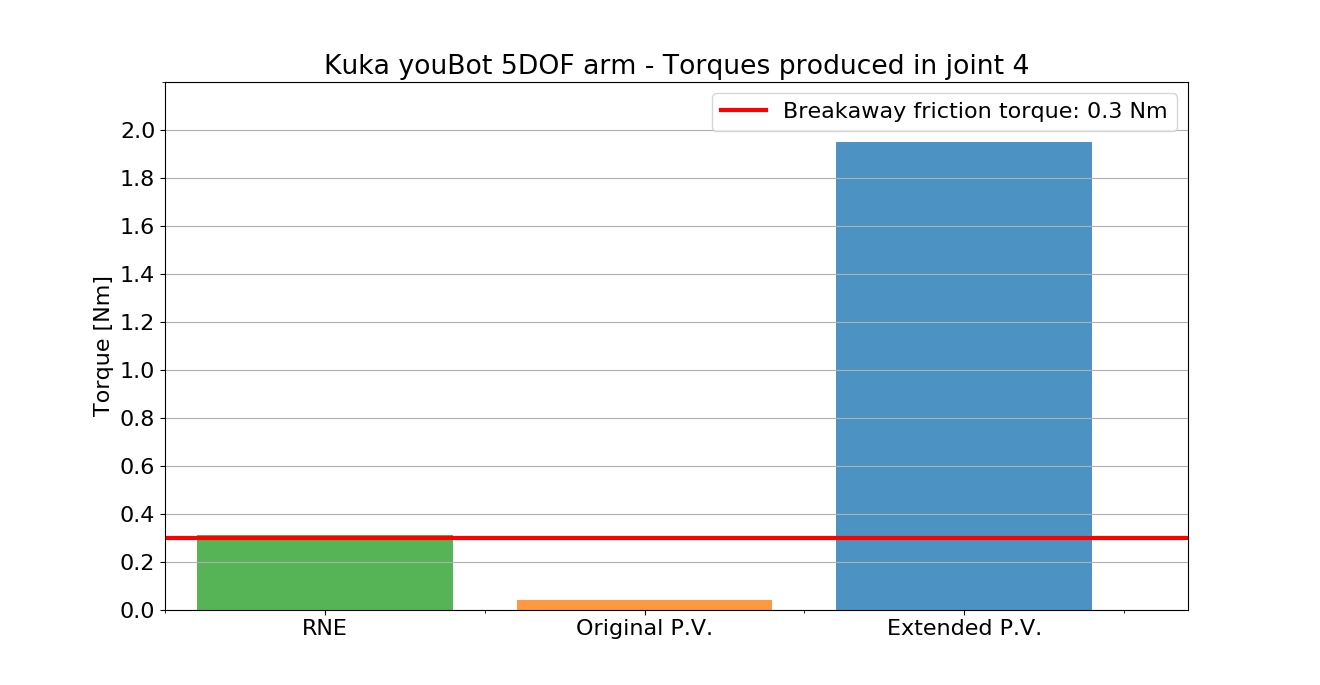 Kuka youBot 5DOF arm - Torques produced in joint 4
Breakaway friction torque: 0.3 Nm
Torque [Nm]
2.0
1.8
1.6
1.4
1.2
1.0
0.8
0.6
0.4
0.2
0.0
RNE
Original P.V.
Extended P.V.